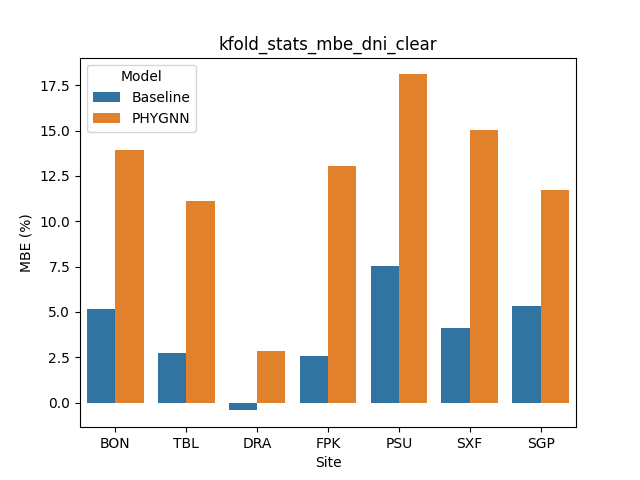 kfold_stats_mbe_dni_clear
Model
Baseline
PHYGNN
MBE (%)
17.5
15.0
12.5
10.0
7.5
5.0
2.5
0.0
BON TBL DRA FPK PSU SXF SGP
Site